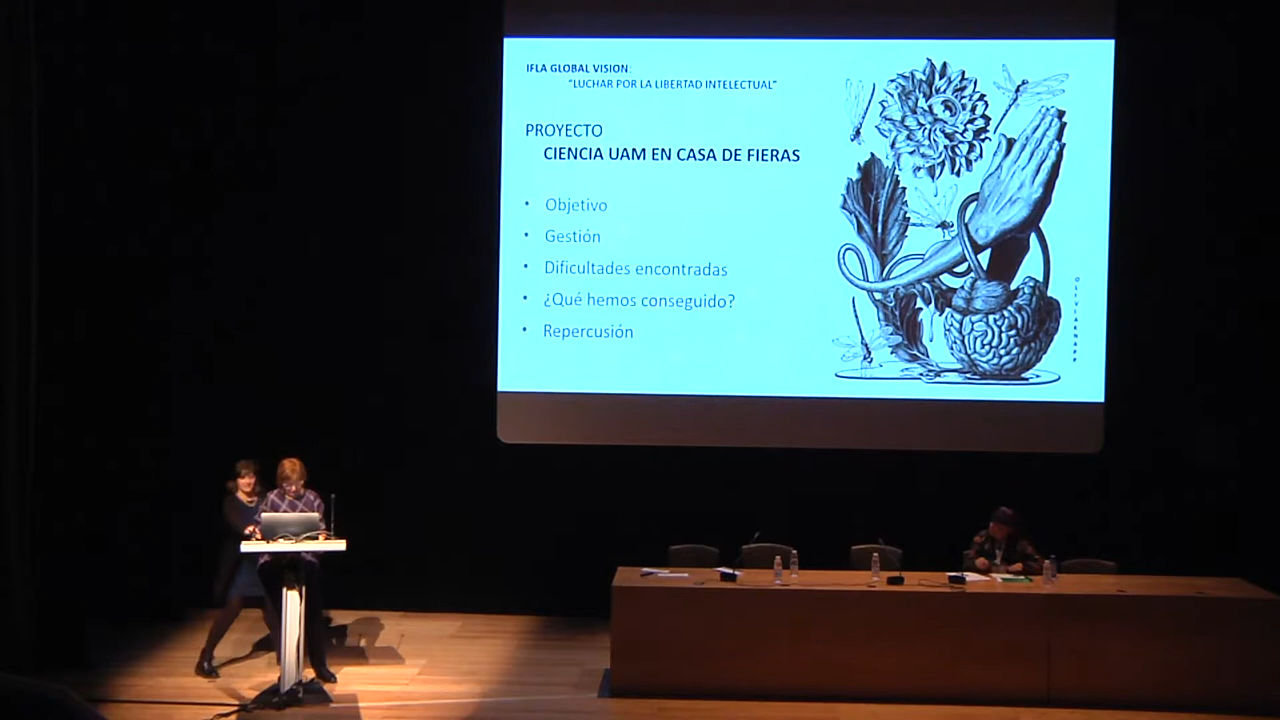 IFLA GLOBAL VISION:
"LUCHAR POR LA LIBERTAD INTELECTUAL"
PROYECTO
CIENCIA UAM EN CASA DE FIERAS
• Objetivo
• Gestión
• Dificultades encontradas
• ¿Qué hemos conseguido?
• Repercusión